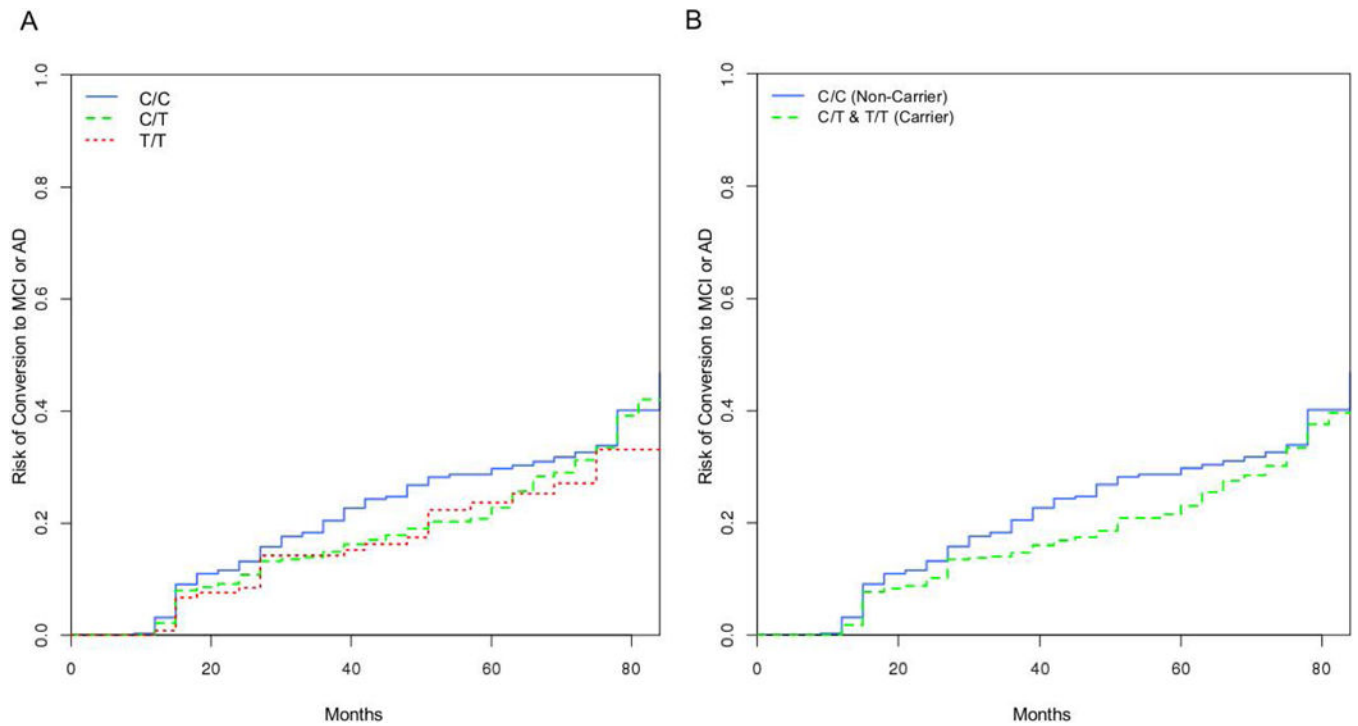 A
C/C
C/T
T/T
Risk of Conversion to MCI or AD
1.0
0.8
0.6
0.4
0.2
0.0
0 20 40 60 80
Months
B
C/C (Non-Carrier)
C/T & T/T (Carrier)
Risk of Conversion to MCI or AD
1.0
0.8
0.6
0.4
0.2
0.0
0 20 40 60 80
Months